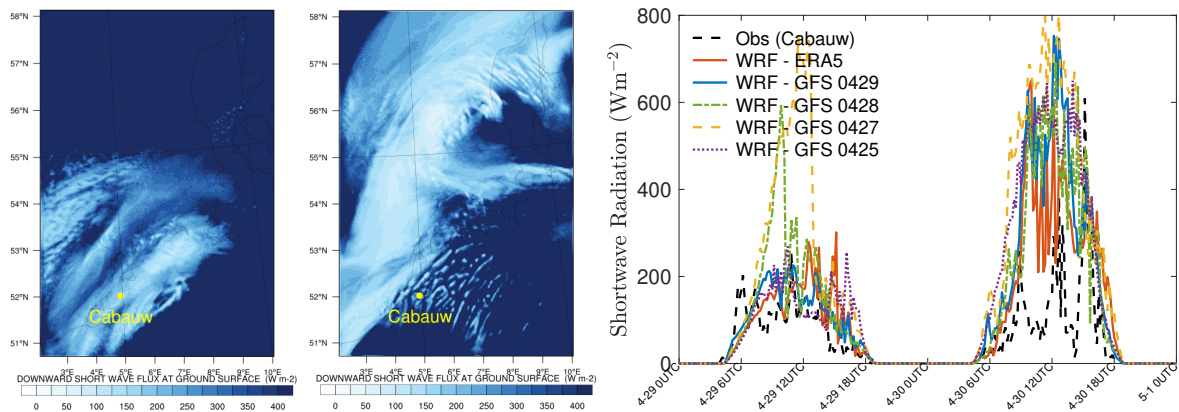 58°N
57°N
56°N
55°N
54°N
53°N
52°N
51°N
Cabauw
3°E 4°E 5°E 6°E 7°E 8°E 9°E 10°E
DOWNWARD SHORT WAVE FLUX AT GROUND SURFACE (W m-2)
0 50 100 150 200 250 300 350 400
58°N
57°N
56°N
55°N
54°N
53°N
52°N
51°N
Cabauw
3°E 4°E 5°E 6°E 7°E 8°E 9°E 10°E
DOWNWARD SHORT WAVE FLUX AT GROUND SURFACE (W m-2)
0 50 100 150 200 250 300 350 400
Shortwave Radiation (Wm⁻²)
800
600
400
200
0
Obs (Cabauw)
WRF - ERA5
WRF - GFS 0429
WRF - GFS 0428
WRF - GFS 0427
WRF - GFS 0425
4-29 0UTC
4-29 6UTC
4-29 12UTC
4-29 18UTC
4-30 0UTC
4-30 6UTC
4-30 12UTC
4-30 18UTC
5-1 0UTC